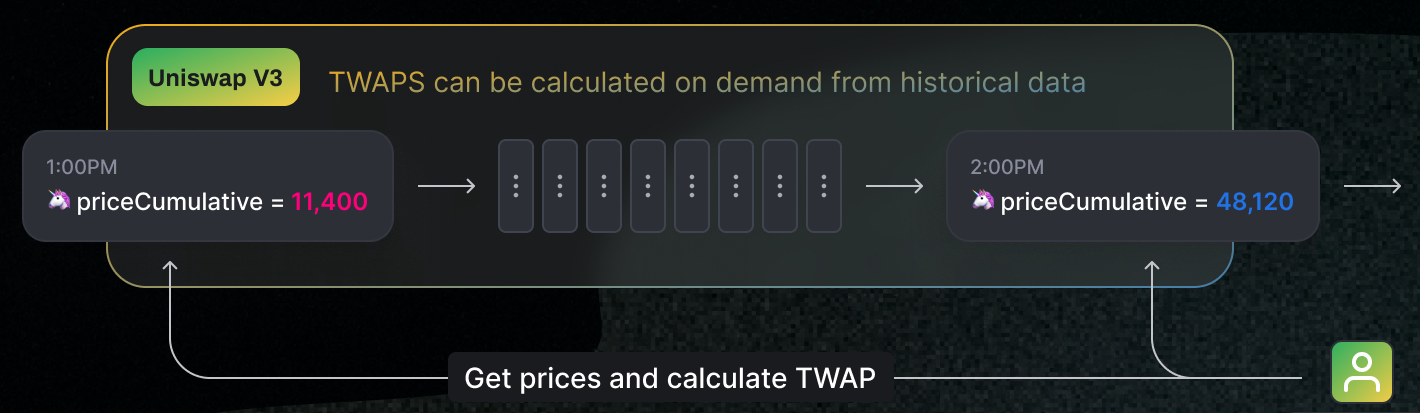 Uniswap V3
TWAPS can be calculated on demand from historical data
1:00PM
🦄 priceCumulative = 11,400
2:00PM
🦄 priceCumulative = 48,120
Get prices and calculate TWAP